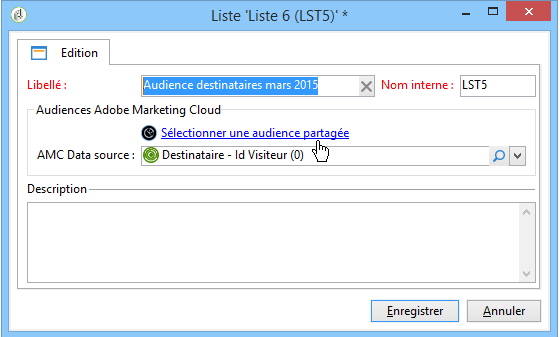 Liste 'Liste 6 (LST5)' *
Edition
Libellé : Audience destinataires mars 2015 Nom interne : LST5
Audiences Adobe Marketing Cloud
Sélectionner une audience partagée
AMC Data source : Destinataire - Id Visiteur (0)
Description
Enregistrer Annuler